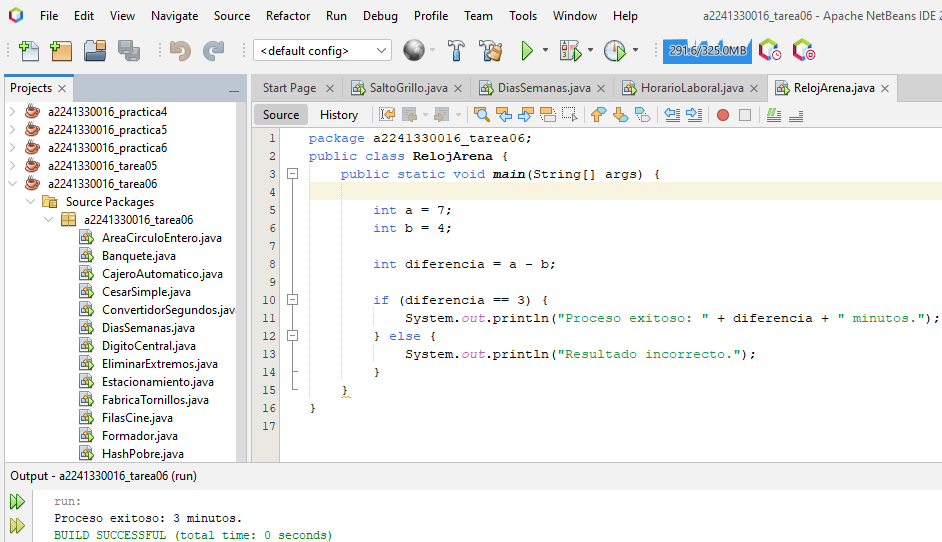 File Edit View Navigate Source Refactor Run Debug Profile Team Tools Window Help a2241330016_tarea06 - Apache NetBeans IDE 2
<default config> 291.6/325.0MB
Projects
Start Page SaltoGrillo.java DiasSemanas.java HorarioLaboral.java RelojArena.java
Source History
a2241330016_practica4
a2241330016_practica5
a2241330016_practica6
a2241330016_tarea05
a2241330016_tarea06
Source Packages
a2241330016_tarea06
AreaCirculoEntero.java
Banquete.java
CajeroAutomatico.java
CesarSimple.java
ConvertidorSegundos.java
DiasSemanas.java
DigitoCentral.java
EliminarExtremos.java
Estacionamiento.java
FabricaTornillos.java
FilasCine.java
Formador.java
HashPobre.java
1 package a2241330016_tarea06;
2 public class RelojArena {
3 public static void main(String[] args) {
4
5 int a = 7;
6 int b = 4;
7
8 int diferencia = a - b;
9
10 if (diferencia == 3) {
11 System.out.println("Proceso exitoso: " + diferencia + " minutos.");
12 } else {
13 System.out.println("Resultado incorrecto.");
14 }
15 }
16 }
17
Output - a2241330016_tarea06 (run)
run:
Proceso exitoso: 3 minutos.
BUILD SUCCESSFUL (total time: 0 seconds)